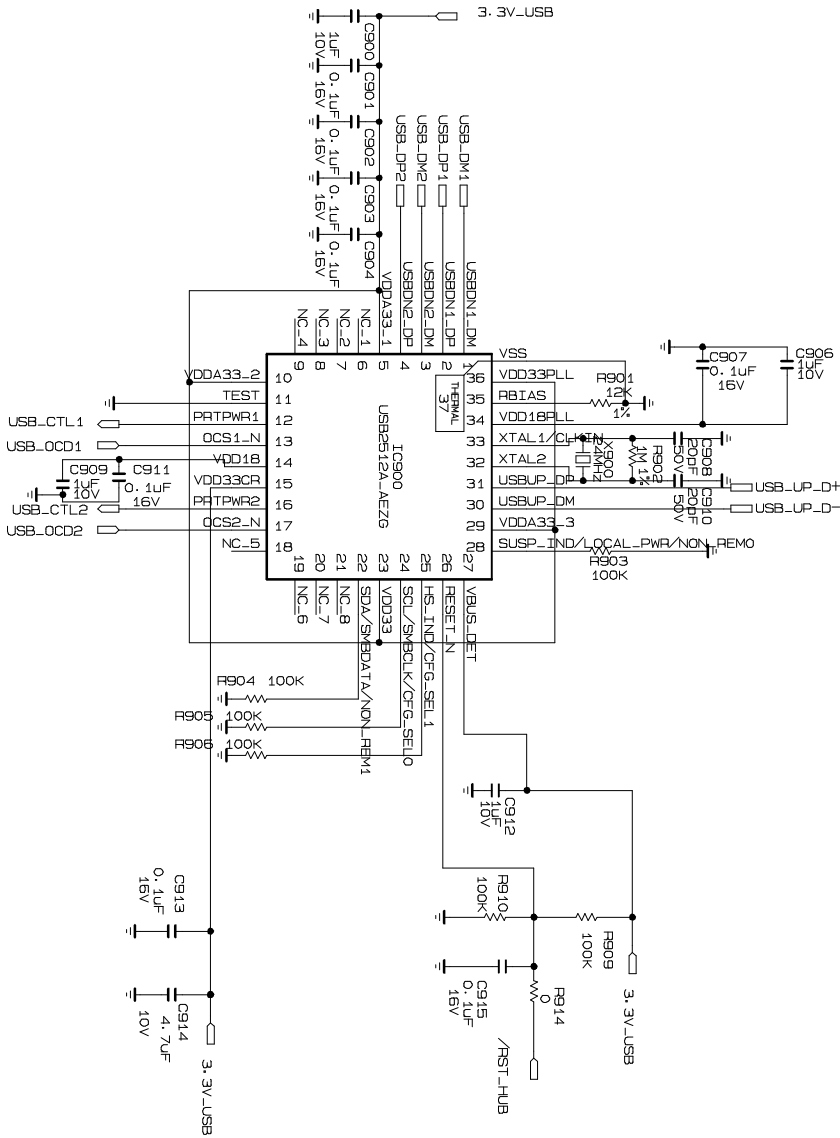 3.3V_USB
C900
1uF
10V
C901
0.1uF
16V
C902
0.1uF
16V
C903
0.1uF
16V
C904
0.1uF
16V
USB_DP2
USB_DM2
USB_DP1
USB_DM1
NC_4
NC_3
NC_2
NC_1
VDDA33_1
USBDN2_DP
USBDN2_DM
USBDN1_DP
USBDN1_DM
9
8
7
6
5
4
3
2
1
THERMAL
37
IC900
USB2512A_AEZG
VDDA33_2
10
TEST
11
USB_CTL1
PRTPWR1
12
USB_OCD1
OCS1_N
13
VDD18
14
VDD33CR
15
USB_CTL2
PRTPWR2
16
USB_OCD2
OCS2_N
17
NC_5
18
C909
1uF
10V
C911
0.1uF
16V
VSS
36
VDD33PLL
35
RBIAS
34
VDD18PLL
33
XTAL1/CLKIN
32
XTAL2
31
USBUP_DP
30
USBUP_DM
29
VDDA33_3
28
SUSP_IND/LOCAL_PWR/NON_REM0
R901
12K
1%
C907
0.1uF
16V
C906
1uF
10V
X900
24MHz
R902
1M 1%
C908
20pF
50V
C910
20pF
50V
USB_UP_D+
USB_UP_D-
R903
100K
19
20
21
22
23
24
25
26
27
NC_6
NC_7
NC_8
SDA/SMBDATA/NON_REM1
VDD33
SCL/SMBCLK/CFG_SEL0
HS_IND/CFG_SEL1
RESET_N
VBUS_DET
R904 100K
R905 100K
R906 100K
C912
1uF
10V
C913
0.1uF
16V
C914
4.7uF
10V
3.3V_USB
R910
100K
R909
100K
C915
0.1uF
16V
R914
0
/RST_HUB
3.3V_USB